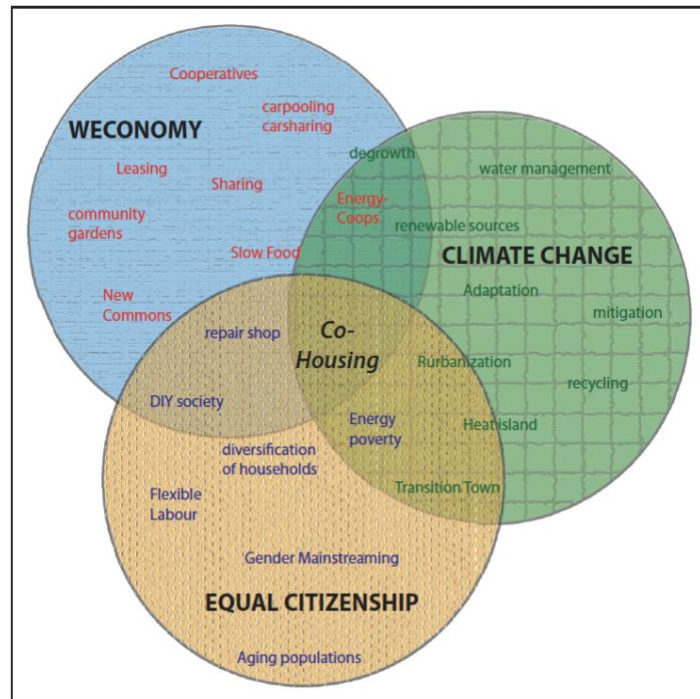 Cooperatives
carpooling
carsharing
WECONOMY
degrowth
Leasing
water management
Sharing
Energy-
Coops
community
gardens
renewable sources
Slow Food
CLIMATE CHANGE
Adaptation
New
Commons
mitigation
repair shop
Co-
Housing
Rurbanization
recycling
DIY society
Energy
poverty
Heat island
diversification
of households
Flexible
Labour
Transition Town
Gender Mainstreaming
EQUAL CITIZENSHIP
Aging populations